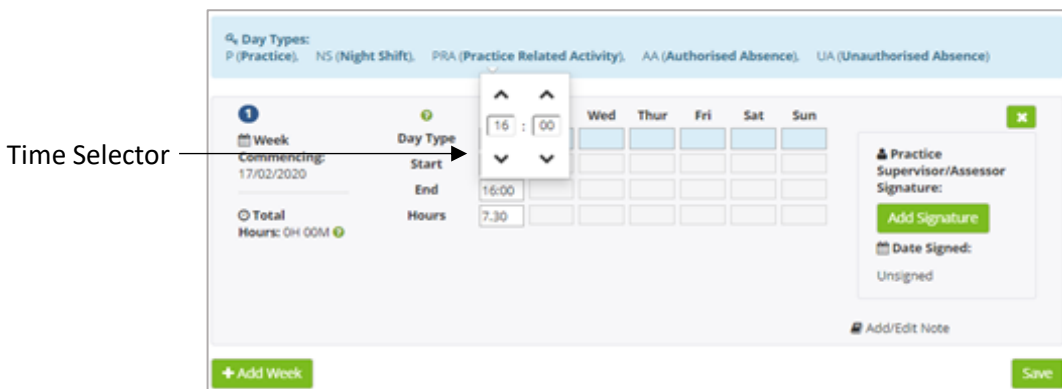 Day Types:
P (Practice), NS (Night Shift), PRA (Practice Related Activity), AA (Authorised Absence), UA (Unauthorised Absence)
1
Wed Thur Fri Sat Sun
16 : 00
Week
Commencing:
17/02/2020
Day Type
Start
End 16:00
Hours 7.30
Total
Hours: 0H 00M
Time Selector
Practice
Supervisor/Assessor
Signature:
Add Signature
Date Signed:
Unsigned
Add/Edit Note
+ Add Week
Save